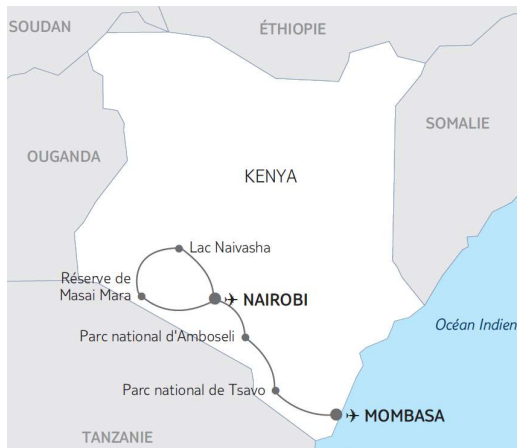 SOUDAN
ÉTHIOPIE
SOMALIE
OUGANDA
KENYA
Lac Naivasha
Réserve de
Masai Mara
NAIROBI
Océan Indien
Parc national d'Amboseli
Parc national de Tsavo
MOMBASA
TANZANIE